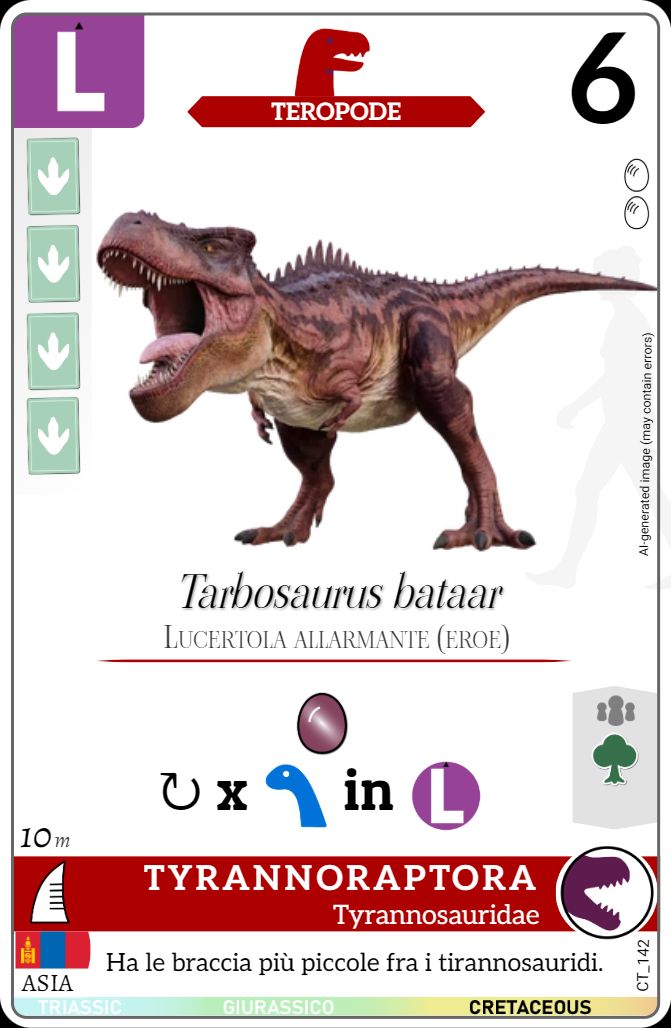 L
TEROPODE
6
AI-generated image (may contain errors)
Tarbosaurus bataar
LUCERTOLA ALLARMANTE (EROE)
x in L
10 m
TYRANNORAPTORA
Tyrannosauridae
ASIA
Ha le braccia più piccole fra i tirannosauridi.
CT_142
TRIASSIC GIURASSICO CRETACEOUS